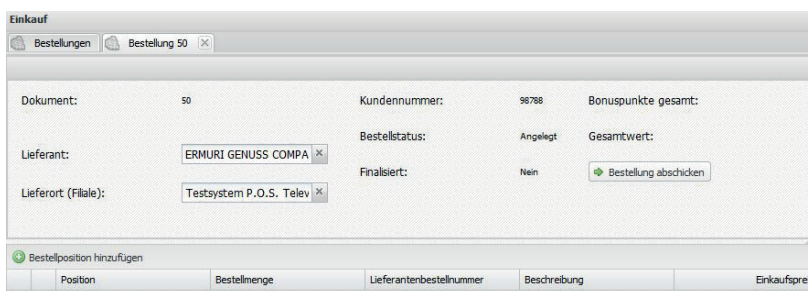 Einkauf
Bestellungen Bestellung 50
Dokument: 50 Kundennummer: 98788 Bonuspunkte gesamt:
Bestellstatus: Angelegt Gesamtwert:
Lieferant: ERMURI GENUSS COMPA
Finalisiert: Nein Bestellung abschicken
Lieferort (Filiale): Testsystem P.O.S. Telev
Bestellposition hinzufügen
Position Bestellmenge Lieferantenbestellnummer Beschreibung Einkaufspre